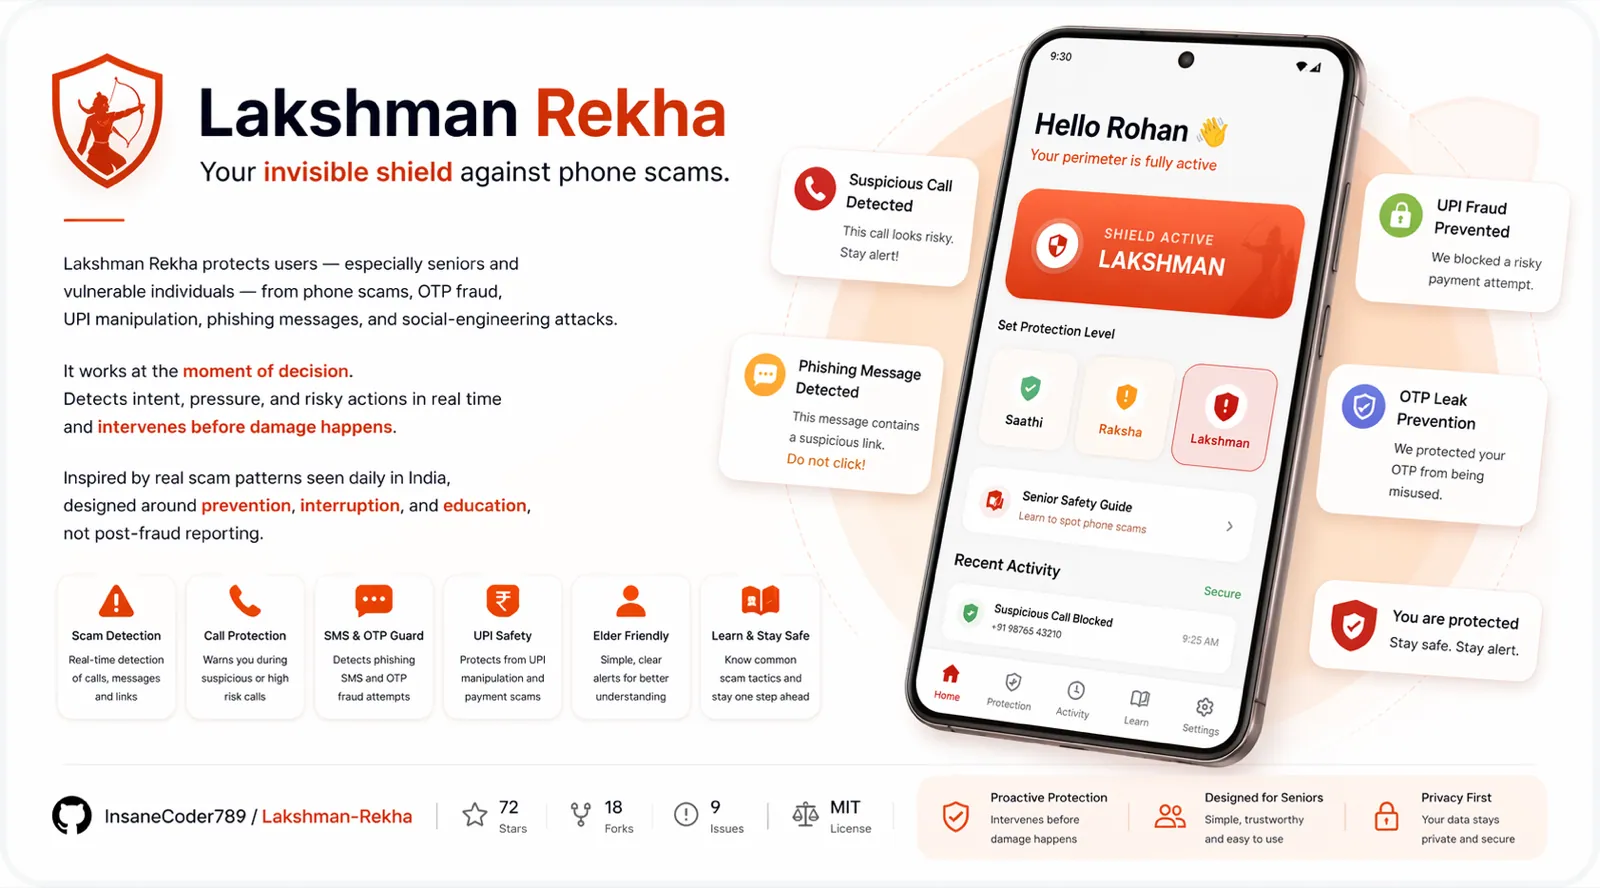 Lakshman Rekha
Your invisible shield against phone scams.
Lakshman Rekha protects users — especially seniors and
vulnerable individuals — from phone scams, OTP fraud,
UPI manipulation, phishing messages, and social-engineering attacks.
It works at the moment of decision.
Detects intent, pressure, and risky actions in real time
and intervenes before damage happens.
Inspired by real scam patterns seen daily in India,
designed around prevention, interruption, and education,
not post-fraud reporting.
Scam Detection
Real-time detection
of calls, messages
and links
Call Protection
Warns you during
suspicious or high
risk calls
SMS & OTP Guard
Detects phishing
SMS and OTP
fraud attempts
₹
UPI Safety
Protects from UPI
manipulation and
payment scams
Elder Friendly
Simple, clear
alerts for better
understanding
Learn & Stay Safe
Know common
scam tactics and
stay one step ahead
Suspicious Call
Detected
This call looks risky.
Stay alert!
Phishing Message
Detected
This message contains
a suspicious link.
Do not click!
9:30
Hello Rohan 👋
Your perimeter is fully active
SHIELD ACTIVE
LAKSHMAN
Set Protection Level
Saathi
Raksha
Lakshman
Senior Safety Guide
Learn to spot phone scams
Recent Activity
Secure
Suspicious Call Blocked
+91 98765 43210
9:25 AM
Home
Protection
Activity
Learn
Settings
UPI Fraud
Prevented
We blocked a risky
payment attempt.
OTP Leak
Prevention
We protected your
OTP from being
misused.
You are protected
Stay safe. Stay alert.
InsaneCoder789 / Lakshman-Rekha
72
Stars
18
Forks
9
Issues
MIT
License
Proactive Protection
Intervenes before
damage happens
Designed for Seniors
Simple, trustworthy
and easy to use
Privacy First
Your data stays
private and secure